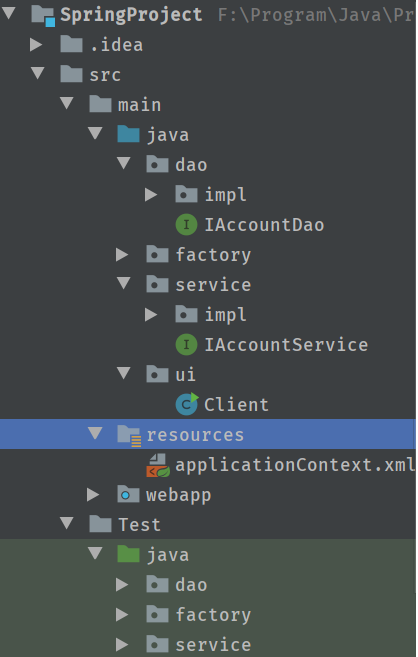 SpringProject F:\Program\Java\Pr
.idea
src
main
java
dao
impl
I IAccountDao
factory
service
impl
I IAccountService
ui
C Client
resources
applicationContext.xml
webapp
Test
java
dao
factory
service